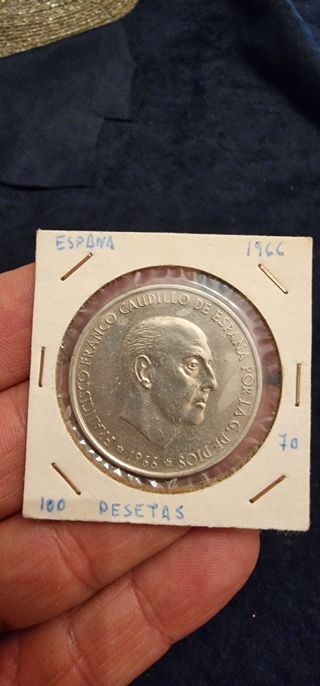 ESPAÑA 1966
FRANCISCO FRANCO CAUDILLO DE ESPAÑA POR LA G. DE DIOS
1966
70
100 PESETAS